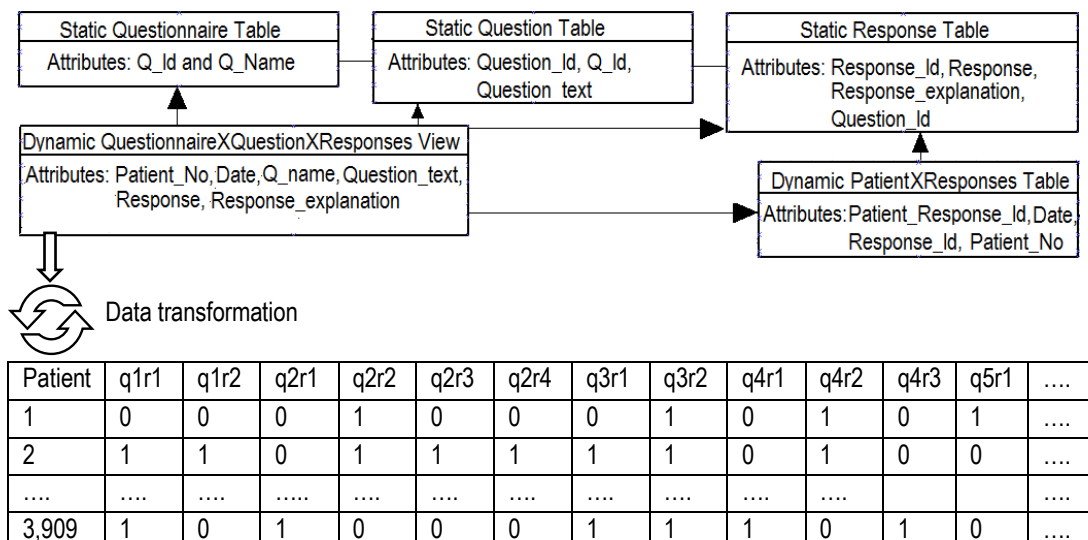 Static Questionnaire Table
Attributes: Q_Id and Q_Name
Static Question Table
Attributes: Question_Id, Q_Id,
Question_text
Static Response Table
Attributes: Response_Id, Response,
Response_explanation,
Question_Id
Dynamic QuestionnaireXQuestionXResponses View
Attributes: Patient_No, Date, Q_name, Question_text,
Response, Response_explanation
Dynamic PatientXResponses Table
Attributes: Patient_Response_Id, Date,
Response_Id, Patient_No
Data transformation
Patient q1r1 q1r2 q2r1 q2r2 q2r3 q2r4 q3r1 q3r2 q4r1 q4r2 q4r3 q5r1 ....
1 0 0 0 1 0 0 0 1 0 1 0 1 ....
2 1 1 0 1 1 1 1 1 0 1 0 0 ....
.... .... .... ..... .... .... .... .... .... .... .... ....
3,909 1 0 1 0 0 0 1 1 1 0 1 0 ....